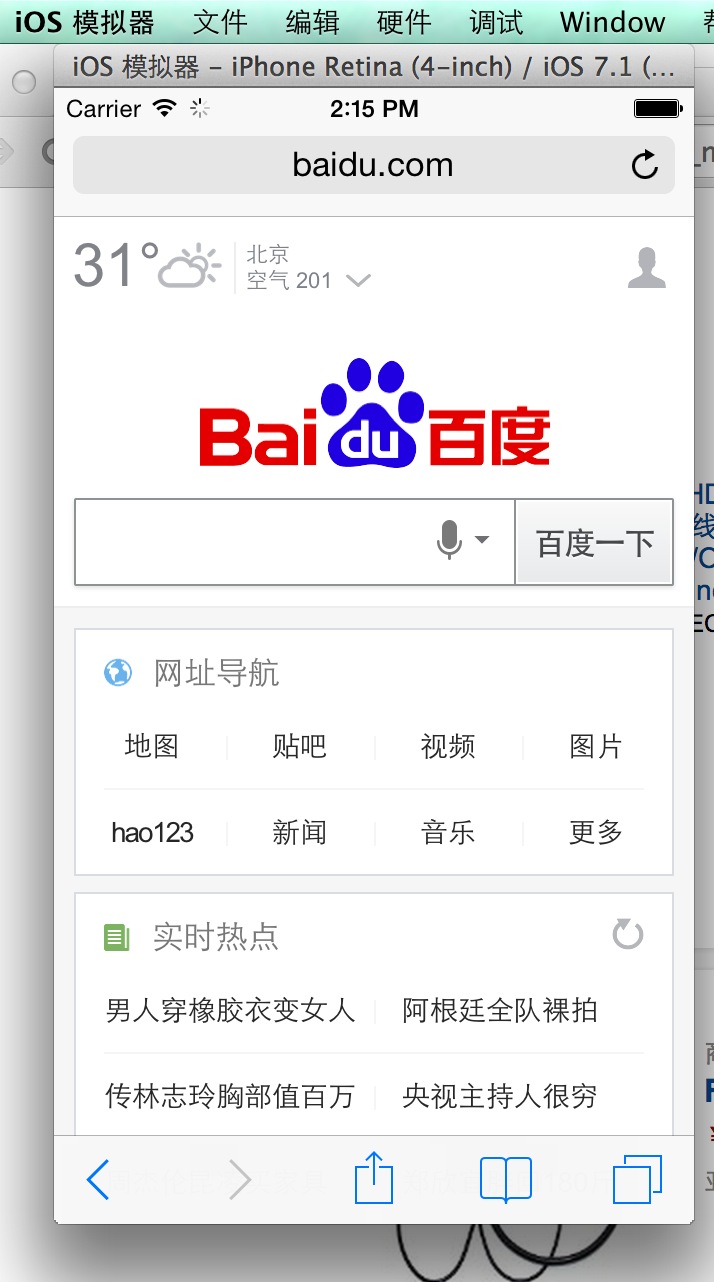 iOS 模拟器 文件 编辑 硬件 调试 Window
iOS 模拟器 - iPhone Retina (4-inch) / iOS 7.1 (...
Carrier 2:15 PM
baidu.com
31° 北京
空气 201
Baidu百度
百度一下
网址导航
地图 贴吧 视频 图片
hao123 新闻 音乐 更多
实时热点
男人穿橡胶衣变女人 阿根廷全队裸拍
传林志玲胸部值百万 央视主持人很穷